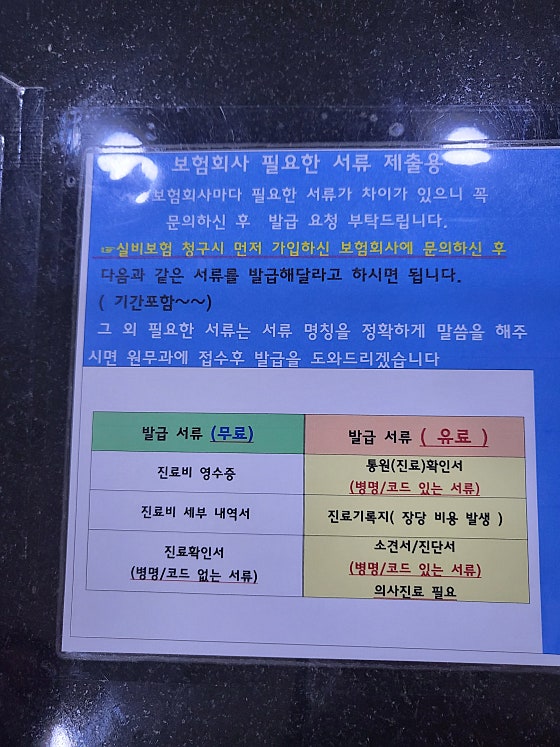 보험회사 필요한 서류 제출용
보험회사마다 필요한 서류가 차이가 있으니 꼭
문의하신 후 발급 요청 부탁드립니다.
☞실비보험 청구시 먼저 가입하신 보험회사에 문의하신 후
다음과 같은 서류를 발급해달라고 하시면 됩니다.
( 기간포함~~)
그 외 필요한 서류는 서류 명칭을 정확하게 말씀을 해주
시면 원무과에 접수후 발급을 도와드리겠습니다
발급 서류 (무료)
발급 서류 ( 유료 )
진료비 영수증
통원(진료)확인서
(병명/코드 있는 서류)
진료비 세부 내역서
진료기록지( 장당 비용 발생 )
진료확인서
(병명/코드 없는 서류)
소견서/진단서
(병명/코드 있는 서류)
의사진료 필요